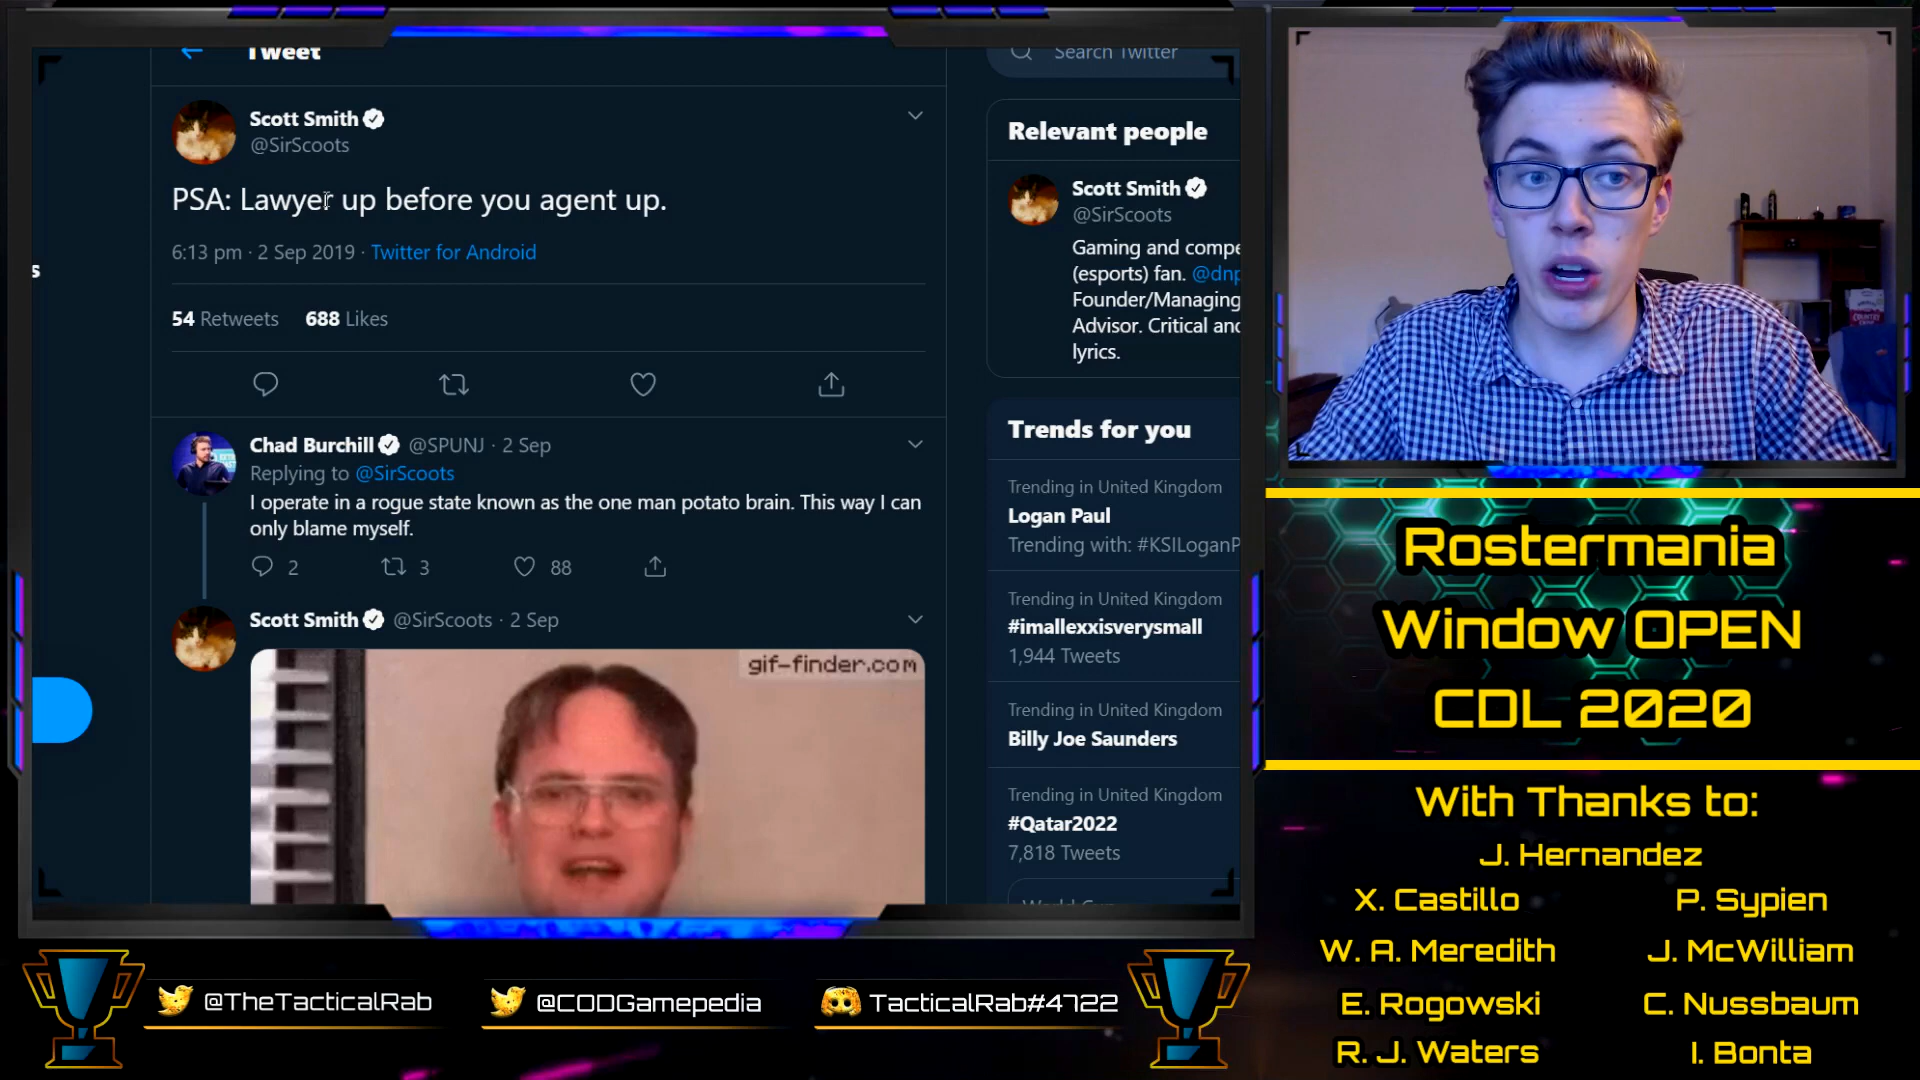 Tweet
Search Twitter
Scott Smith
@SirScoots
PSA: Lawyer up before you agent up.
6:13 pm · 2 Sep 2019 · Twitter for Android
54 Retweets 688 Likes
Chad Burchill @SPUNJ · 2 Sep
Replying to @SirScoots
I operate in a rogue state known as the one man potato brain. This way I can
only blame myself.
2 3 88
Scott Smith @SirScoots · 2 Sep
gif-finder.com
s
Relevant people
Scott Smith
@SirScoots
Gaming and compe
(esports) fan. @dnp
Founder/Managing
Advisor. Critical and
lyrics.
Trends for you
Trending in United Kingdom
Logan Paul
Trending with: #KSILoganP
Trending in United Kingdom
#imallexxisverysmall
1,944 Tweets
Trending in United Kingdom
Billy Joe Saunders
Trending in United Kingdom
#Qatar2022
7,818 Tweets
Rostermania
Window OPEN
CDL 2020
With Thanks to:
J. Hernandez
X. Castillo P. Sypien
W. A. Meredith J. McWilliam
E. Rogowski C. Nussbaum
R. J. Waters I. Bonta
@TheTacticalRab @CODGamepedia TacticalRab#4722